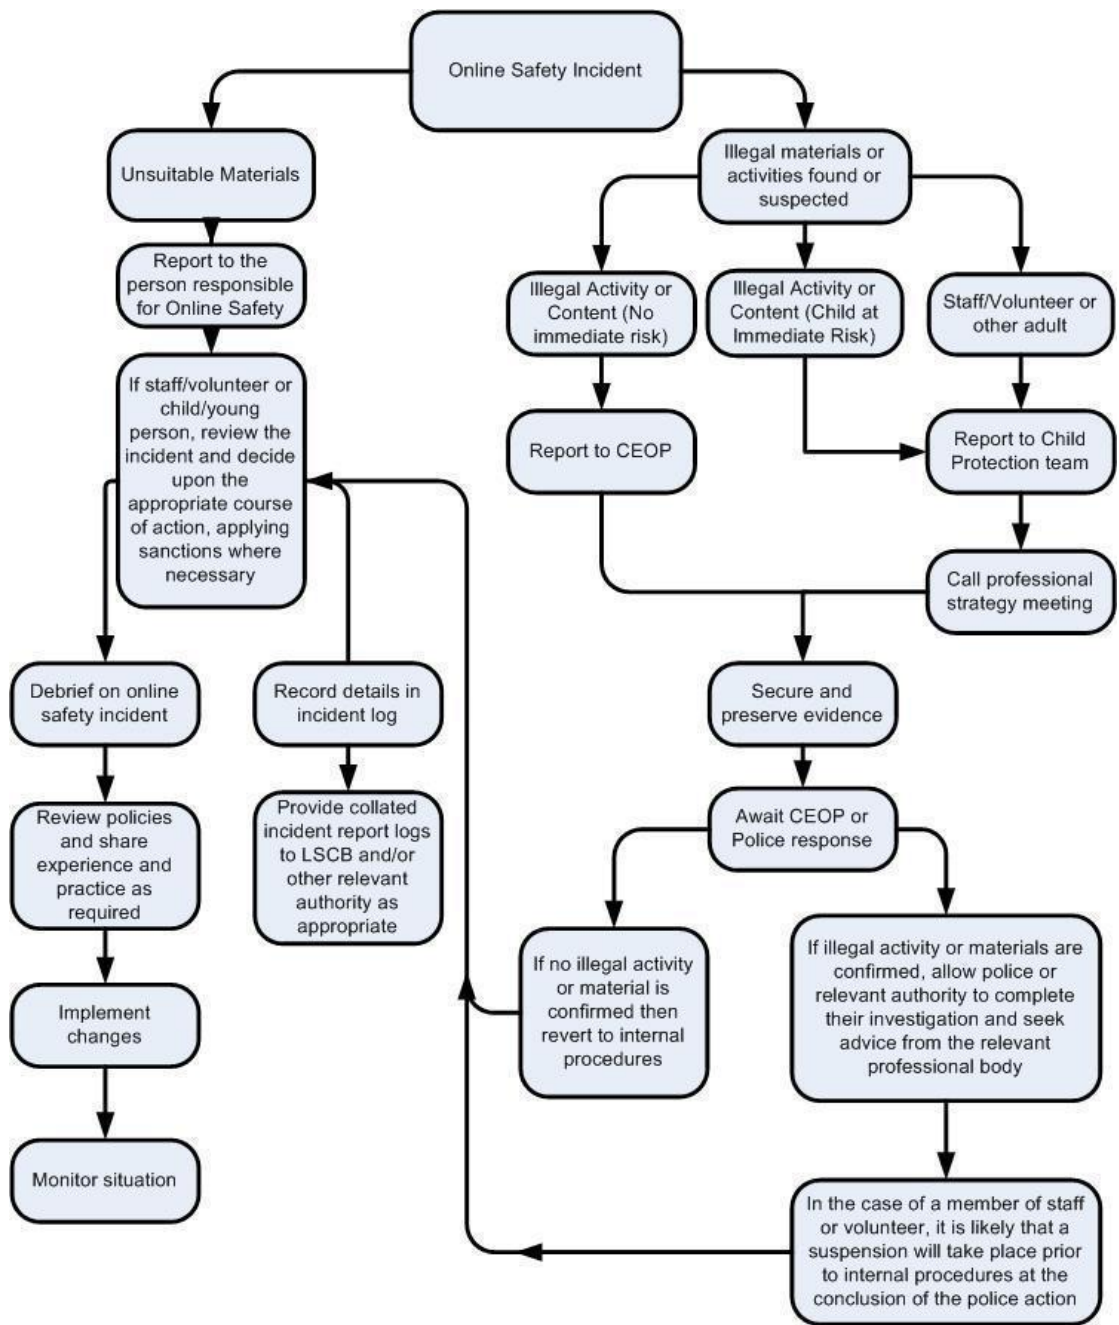 Online Safety Incident
Unsuitable Materials
Report to the
person responsible
for Online Safety
If staff/volunteer or
child/young
person, review the
incident and decide
upon the
appropriate course
of action, applying
sanctions where
necessary
Debrief on online
safety incident
Review policies
and share
experience and
practice as
required
Implement
changes
Monitor situation
Record details in
incident log
Provide collated
incident report logs
to LSCB and/or
other relevant
authority as
appropriate
Illegal materials or
activities found or
suspected
Illegal Activity or
Content (No
immediate risk)
Illegal Activity or
Content (Child at
Immediate Risk)
Staff/Volunteer or
other adult
Report to CEOP
Report to Child
Protection team
Call professional
strategy meeting
Secure and
preserve evidence
Await CEOP or
Police response
If no illegal activity
or material is
confirmed then
revert to internal
procedures
If illegal activity or materials are
confirmed, allow police or
relevant authority to complete
their investigation and seek
advice from the relevant
professional body
In the case of a member of staff
or volunteer, it is likely that a
suspension will take place prior
to internal procedures at the
conclusion of the police action